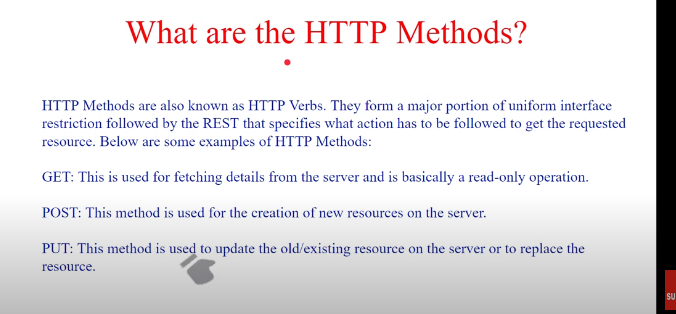 What are the HTTP Methods?
HTTP Methods are also known as HTTP Verbs. They form a major portion of uniform interface
restriction followed by the REST that specifies what action has to be followed to get the requested
resource. Below are some examples of HTTP Methods:
GET: This is used for fetching details from the server and is basically a read-only operation.
POST: This method is used for the creation of new resources on the server.
PUT: This method is used to update the old/existing resource on the server or to replace the
resource.
SU